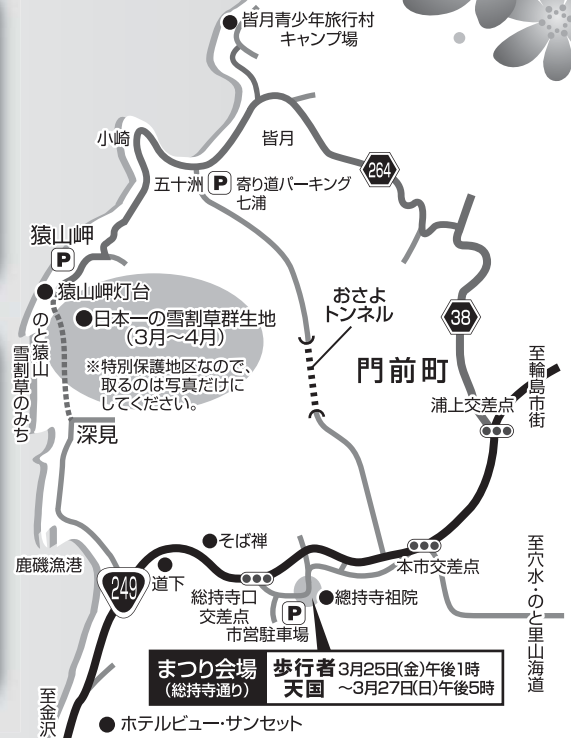 皆月青少年旅行村
キャンプ場
小崎
皆月
264
五十洲
P
寄り道パーキング
七浦
猿山岬
P
猿山岬灯台
日本一の雪割草群生地
(3月～4月)
※特別保護地区なので、
取るのは写真だけに
してください。
のと猿山
雪割草のみち
おさよ
トンネル
38
門前町
至輪島市街
浦上交差点
深見
そば禅
鹿磯漁港
249
道下
総持寺口
交差点
本市交差点
至穴水・のと里山海道
P
市営駐車場
總持寺祖院
まつり会場
(総持寺通り)
歩行者
天国
3月25日(金)午後1時
～3月27日(日)午後5時
至金沢
ホテルビュー・サンセット